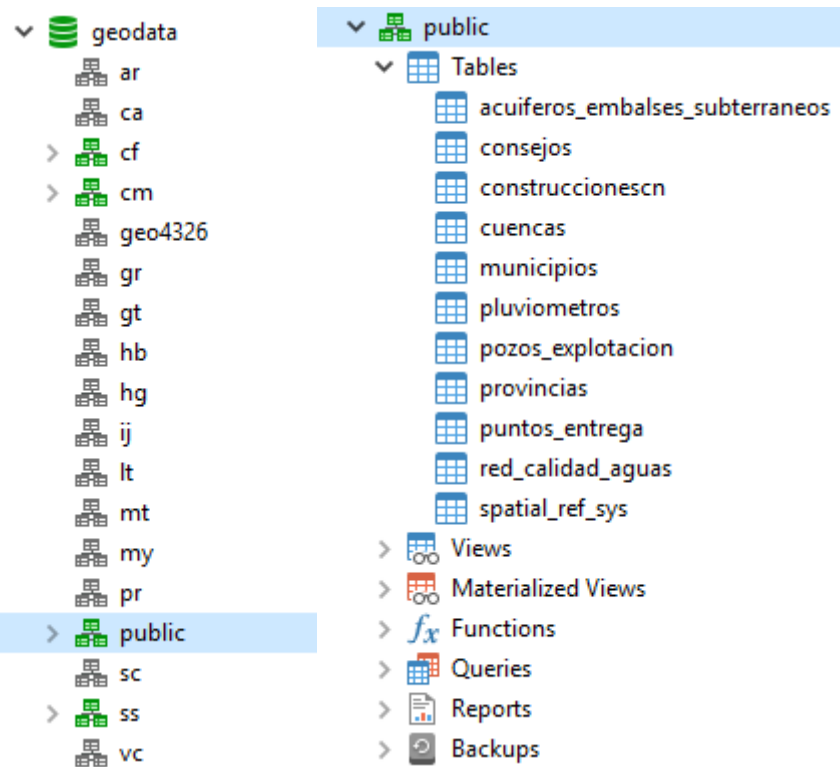 geodata
ar
ca
cf
cm
geo4326
gr
gt
hb
hg
ij
lt
mt
my
pr
public
sc
ss
vc
public
Tables
acuiferos_embalses_subterraneos
consejos
construccionescn
cuencas
municipios
pluviometros
pozos_explotacion
provincias
puntos_entrega
red_calidad_aguas
spatial_ref_sys
Views
Materialized Views
fx Functions
Queries
Reports
Backups